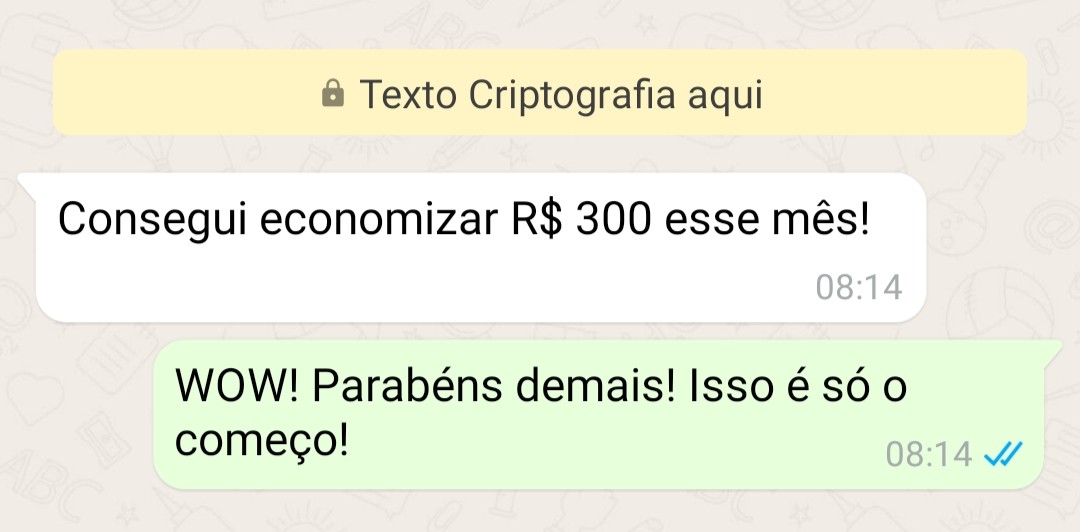 Texto Criptografia aqui
Consegui economizar R$ 300 esse mês!
08:14
WOW! Parabéns demais! Isso é só o
começo!
08:14